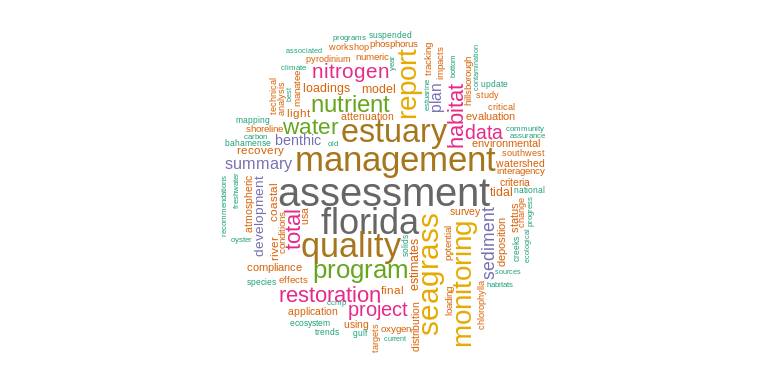 programs
suspended
workshop
phosphorus
associated
pyrodinium
numeric
year
tracking
impacts
bottom
contamination
climate
nitrogen
report
technical
analysis
best
manatee
loadings
model
estuarine
plan
habitat
hillsborough
update
study
nutrient
light
attenuation
critical
evaluation
mapping
shoreline
water
estuary
data
community
assurance
carbon
bahamense
benthic
old
environmental
recovery
management
southwest
summary
watershed
interagency
recommendations
freshwater
atmospheric
development
coastal
assessment
criteria
tidal
national
total
usa
florida
survey
status
change
progress
oyster
river
conditions
quality
solids
seagrass
potential
monitoring
sediment
deposition
creeks
ecological
compliance
effects
program
estimates
sources
species
restoration
final
loading
chlorophylla
habitats
cchp
application
project
distribution
ecosystem
using
oxygen
trends
gulf
targets
current